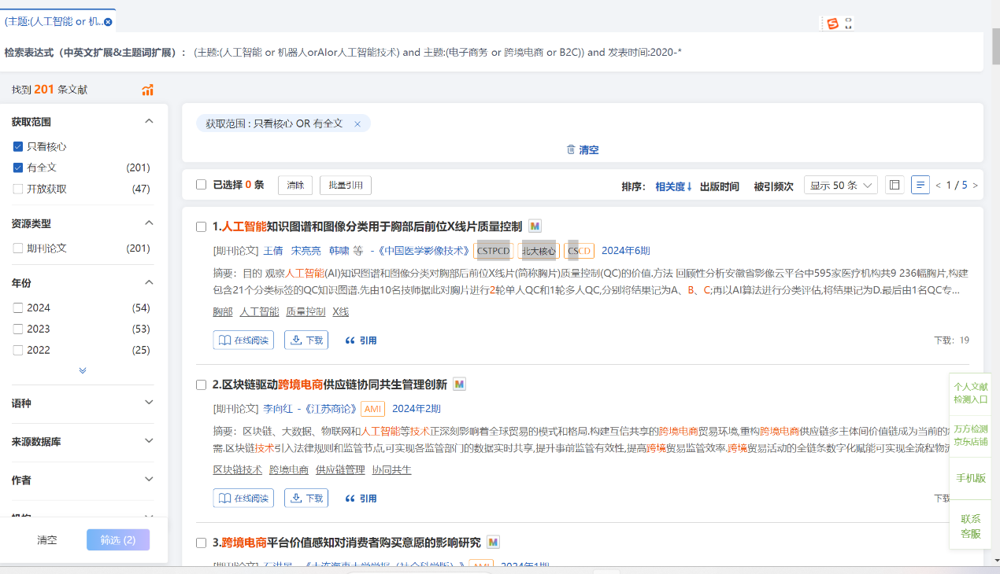 (主题:(人工智能 or 机...
检索表达式（中英文扩展&主题词扩展）： (主题:(人工智能 or 机器人orAIor人工智能技术) and 主题:(电子商务 or 跨境电商 or B2C)) and 发表时间:2020-*
找到 201 条文献
获取范围
只看核心
有全文 (201)
开放获取 (47)
资源类型
期刊论文 (201)
年份
2024 (54)
2023 (53)
2022 (25)
语种
来源数据库
作者
清空 筛选 (2)
获取范围 : 只看核心 OR 有全文 ×
清空
已选择 0 条 清除 批量引用 排序： 相关度 出版时间 被引频次 显示 50 条 < 1 / 5 >
1.人工智能知识图谱和图像分类用于胸部后前位X线片质量控制 M
[期刊论文] 王倩 宋亮亮 韩啸 等 -《中国医学影像技术》 CSTPCD 北大核心 CSCD 2024年6期
摘要：目的 观察人工智能(AI)知识图谱和图像分类对胸部后前位X线片(简称胸片)质量控制(QC)的价值.方法 回顾性分析安徽省影像云平台中595家医疗机构共9 236幅胸片,构建
包含21个分类标签的QC知识图谱.先由10名技师据此对胸片进行2轮单人QC和1轮多人QC,分别将结果记为A、B、C;再以AI算法进行分类评估,将结果记为D.最后由1名QC专...
胸部 人工智能 质量控制 X线
在线阅读 下载 引用 下载：19
2.区块链驱动跨境电商供应链协同共生管理创新 M
[期刊论文] 李向红 -《江苏商论》 AMI 2024年2期
摘要：区块链、大数据、物联网和人工智能等技术正深刻影响着全球贸易的模式和格局.构建互信共享的跨境电商贸易环境,重构跨境电商供应链多主体间价值链成为当前的
需.区块链技术引入法律规则和监管节点,可实现各监管部门的数据实时共享,提升事前监管有效性,提高跨境贸易监管效率.跨境贸易活动的全链条数字化赋能可实现全流程物
区块链技术 跨境电商 供应链管理 协同共生
在线阅读 下载 引用 下载
3.跨境电商平台价值感知对消费者购买意愿的影响研究 M
个人文献
检测入口
万方检测
京东店铺
手机版
联系
客服